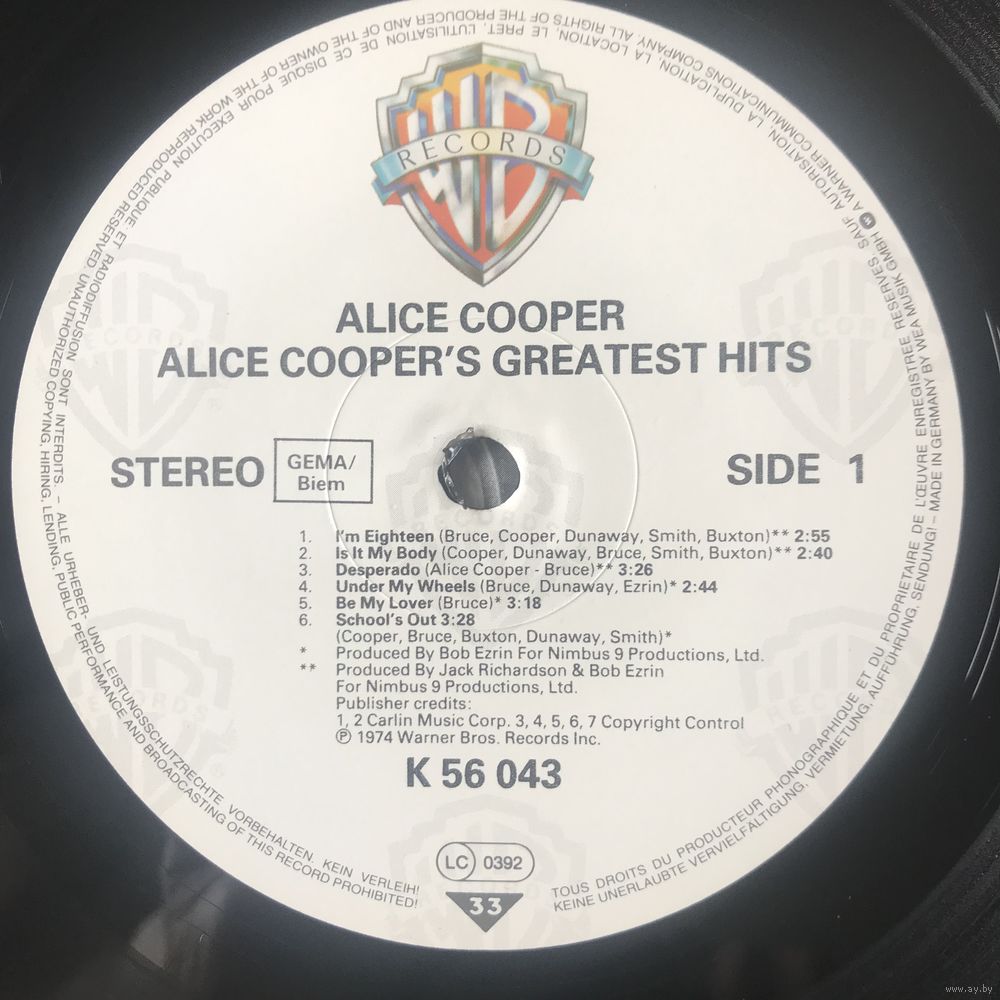 RECORDS
ALICE COOPER
ALICE COOPER'S GREATEST HITS
STEREO
GEMA/
Biem
SIDE 1
1. I'm Eighteen (Bruce, Cooper, Dunaway, Smith, Buxton)** 2:55
2. Is It My Body (Cooper, Dunaway, Bruce, Smith, Buxton)** 2:40
3. Desperado (Alice Cooper - Bruce)** 3:26
4. Under My Wheels (Bruce, Dunaway, Ezrin)* 2:44
5. Be My Lover (Bruce)* 3:18
6. School's Out 3:28
(Cooper, Bruce, Buxton, Dunaway, Smith)*
* Produced By Bob Ezrin For Nimbus 9 Productions, Ltd.
** Produced By Jack Richardson & Bob Ezrin
For Nimbus 9 Productions, Ltd.
Publisher credits:
1, 2 Carlin Music Corp. 3, 4, 5, 6, 7 Copyright Control
℗ 1974 Warner Bros. Records Inc.
K 56 043
LC 0392
33
TOUS DROITS DU PRODUCTEUR PHONOGRAPHIQUE ET DU PROPRIETAIRE DE L'ŒUVRE ENREGISTREE RESERVES SAUF AUTORISATION, LA DUPLICATION, LA LOCATION, LE PRET, L'UTILISATION DE CE DISQUE POUR EXECUTION PUBLIQUE ET RADIODIFFUSION SONT INTERDITS. – ALLE URHEBER- UND LEISTUNGSSCHUTZRECHTE VORBEHALTEN. KEIN VERLEIH!
KEINE UNERLAUBTE VERVIELFÄLTIGUNG, VERMIETUNG, AUFFÜHRUNG, SENDUNG! – MADE IN GERMANY BY WEA MUSIK GMBH A WARNER COMMUNICATIONS COMPANY. ALL RIGHTS OF THE PRODUCER AND OF THE OWNER OF THE WORK REPRODUCED RESERVED. UNAUTHORIZED COPYING, HIRING, LENDING, PUBLIC PERFORMANCE AND BROADCASTING OF THIS RECORD PROHIBITED!
www.ay.by